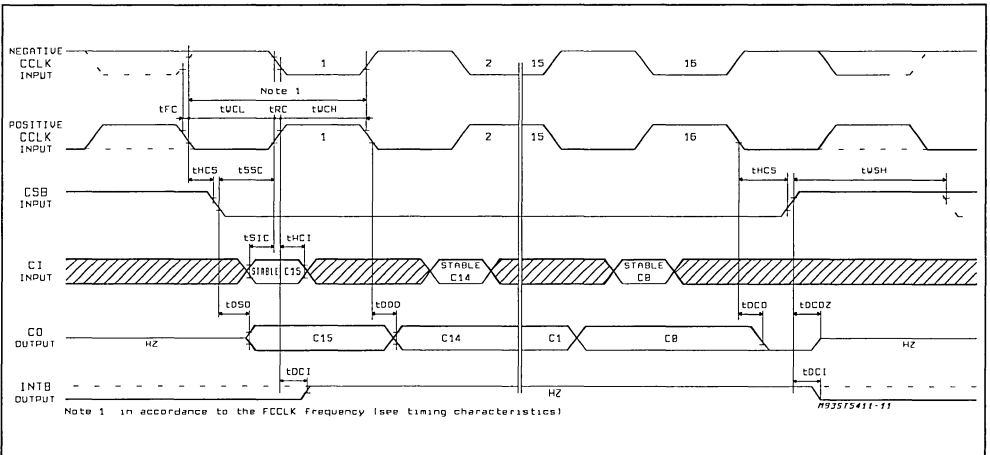 NEGATIVE
CCLK
INPUT
1
2
15
16
Note 1
tFC
tWCL
tRC
tWCH
POSITIVE
CCLK
INPUT
1
2
15
16
tHCS
tSSC
tHCS
tWSH
CSB
INPUT
tSIC
tHCI
CI
INPUT
STABLE C15
STABLE
C14
STABLE
C0
tDSO
tDOD
tDCO
tDCOZ
CO
OUTPUT
HZ
C15
C14
C1
C0
HZ
tDCI
tDCI
INTB
OUTPUT
HZ
M93ST5411-11
Note 1 in accordance to the FCCLK frequency (see timing characteristics)